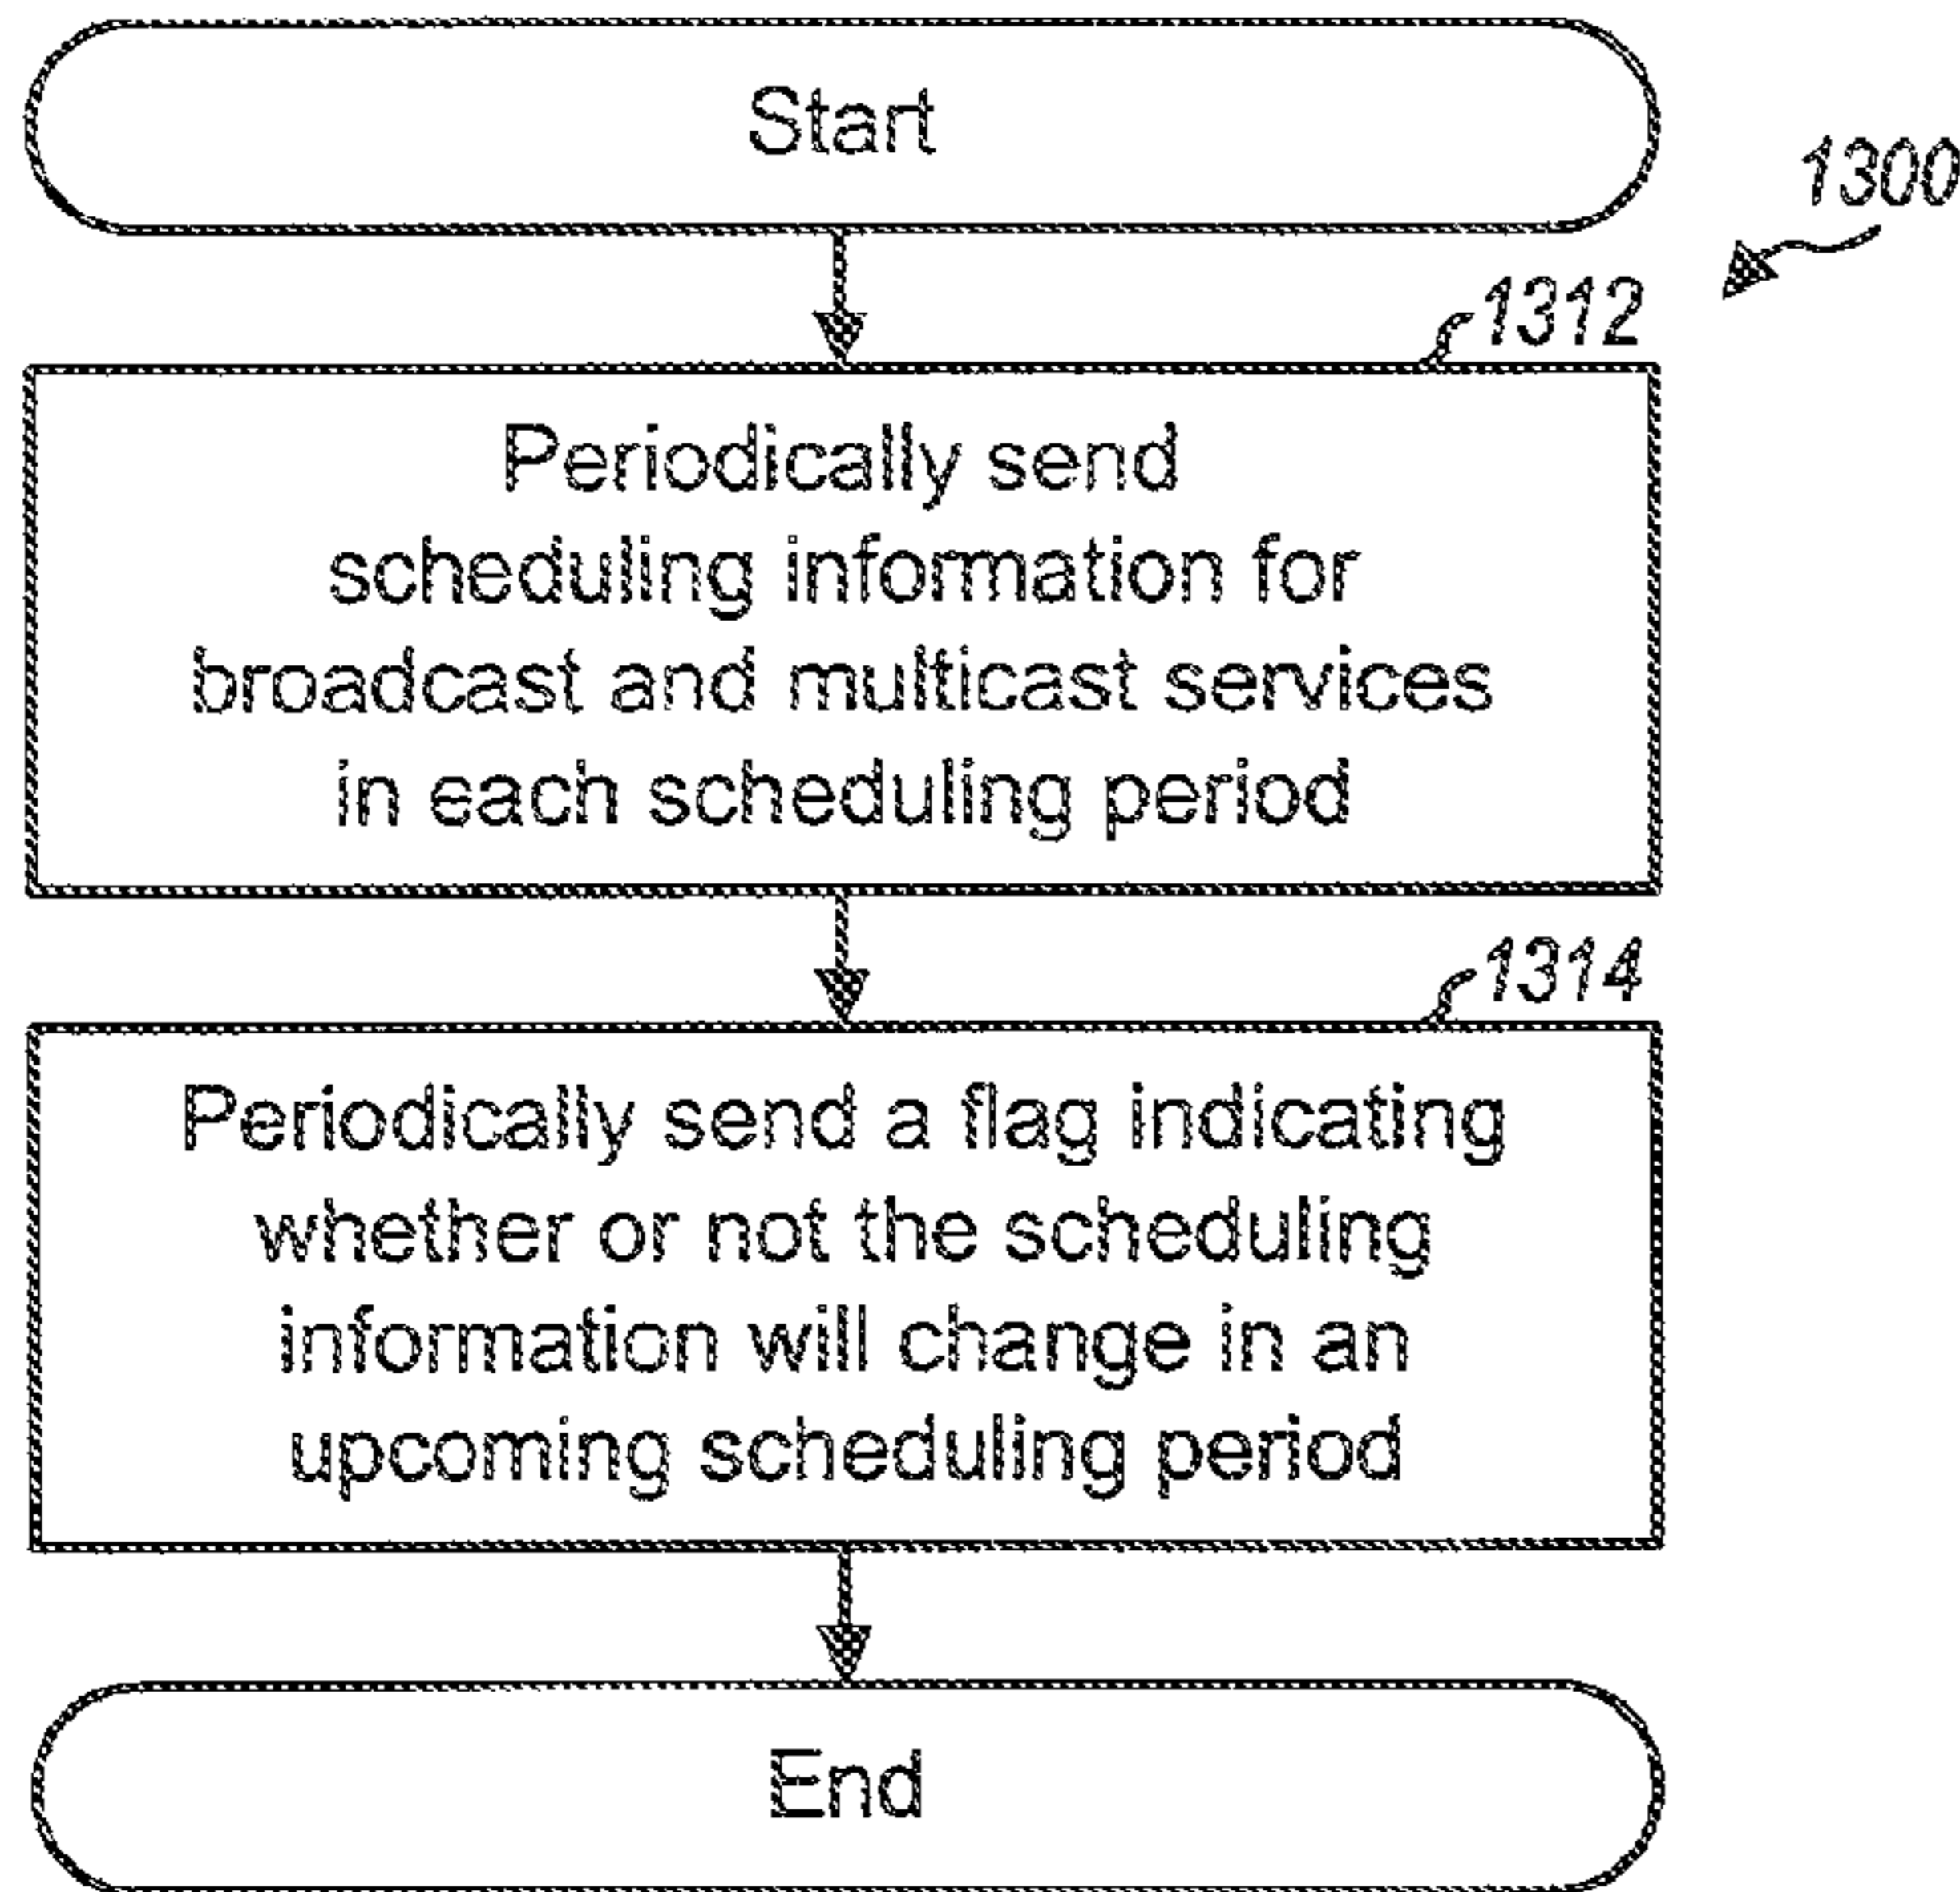 Start
1300
1312
Periodically send
scheduling information for
broadcast and multicast services
in each scheduling period
1314
Periodically send a flag indicating
whether or not the scheduling
information will change in an
upcoming scheduling period
End